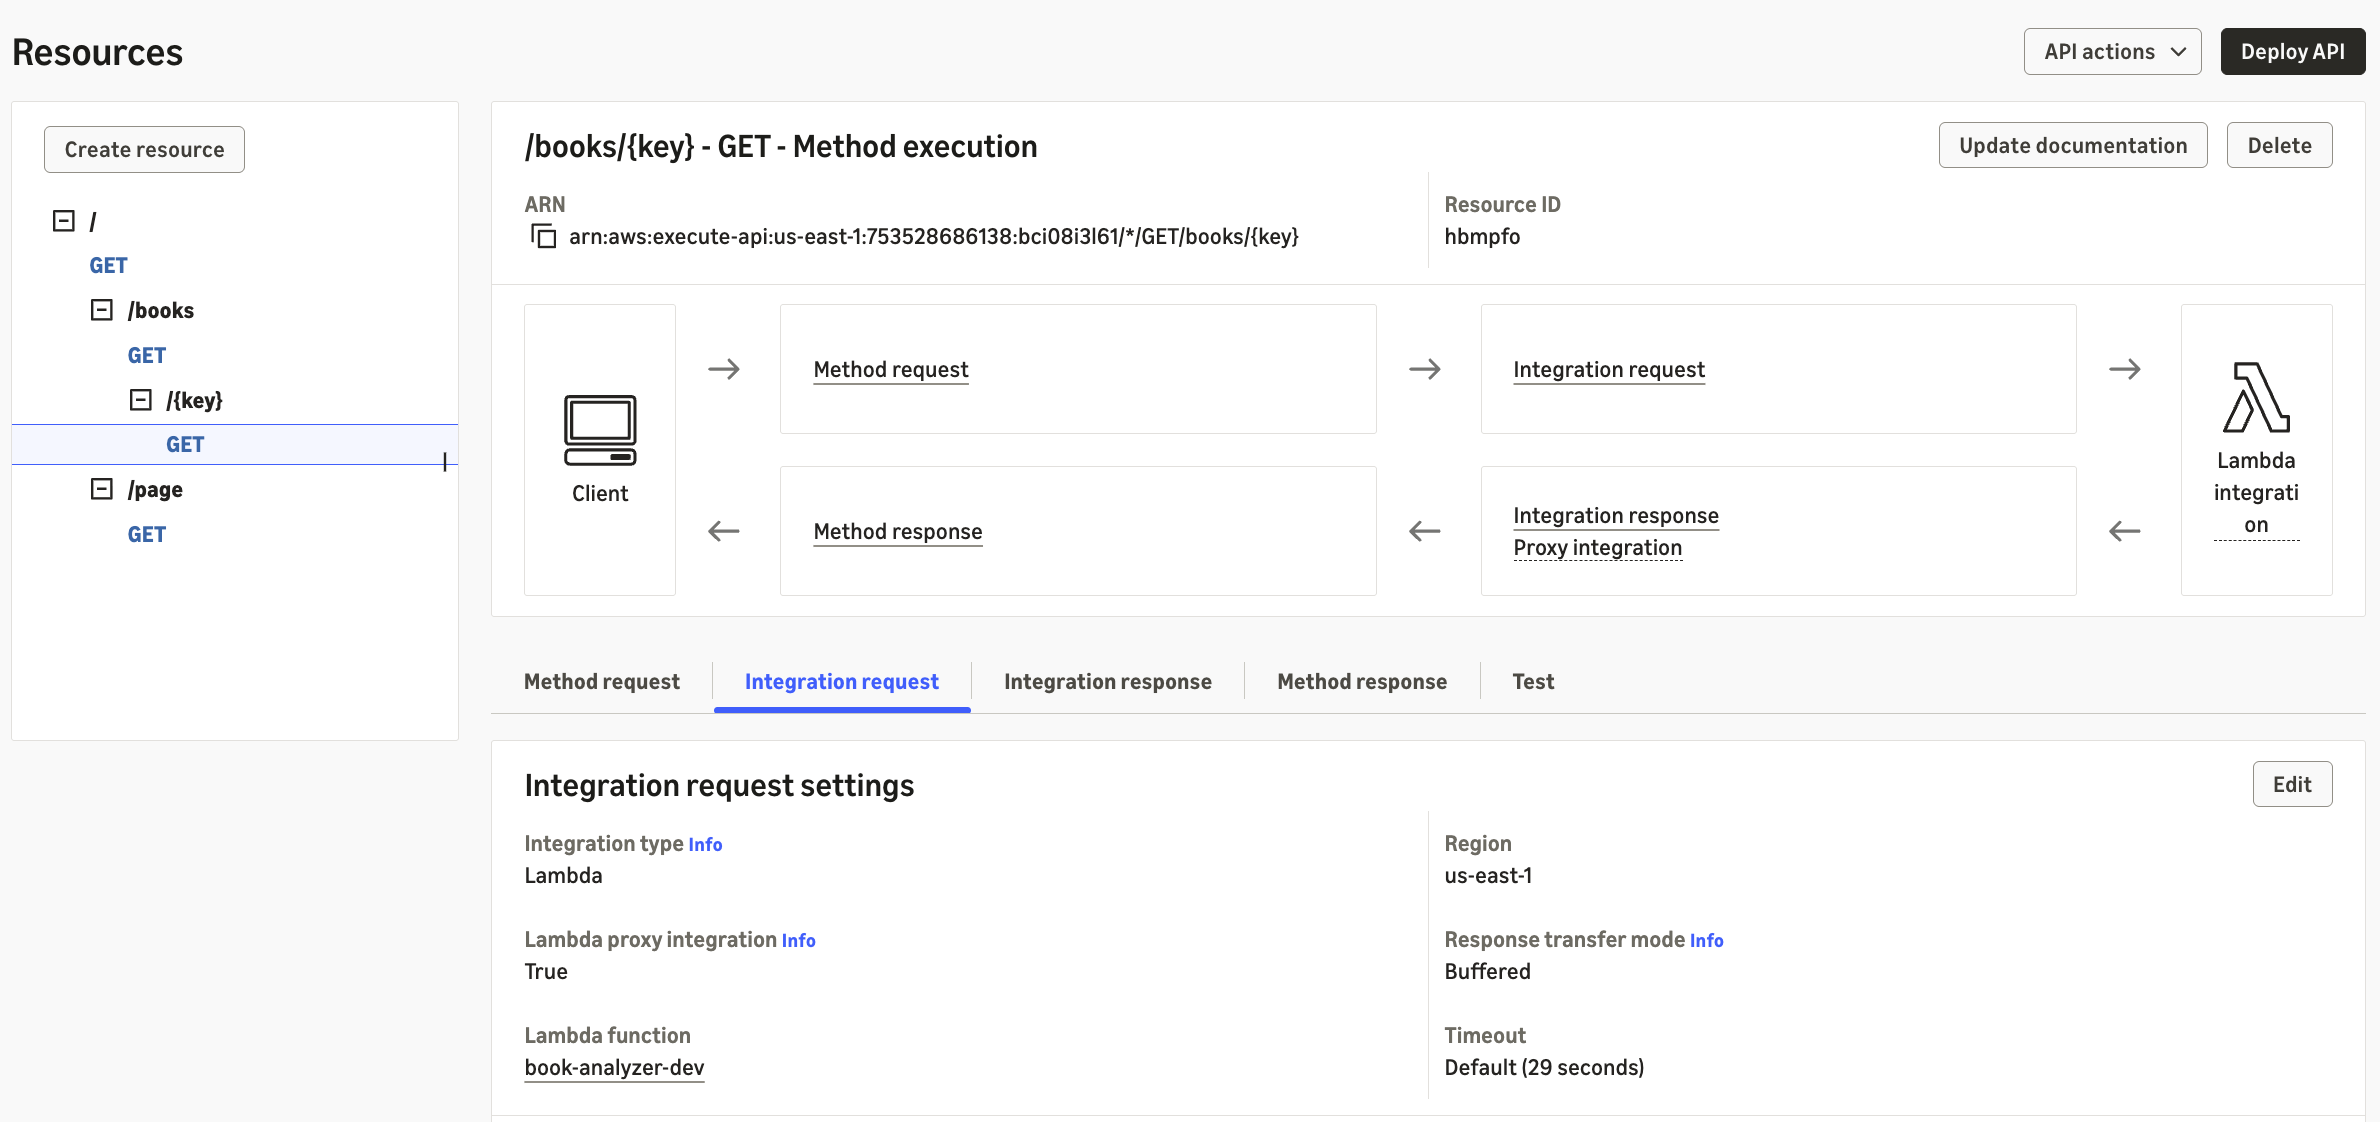 Resources
API actions
Deploy API
Create resource
/
GET
/books
GET
/{key}
GET
/page
GET
/books/{key} - GET - Method execution
Update documentation
Delete
ARN
arn:aws:execute-api:us-east-1:753528686138:bci08i3l61/*/GET/books/{key}
Resource ID
hbmpfo
Client
Method request
Integration request
Lambda
integrati
on
Method response
Integration response
Proxy integration
Method request
Integration request
Integration response
Method response
Test
Integration request settings
Edit
Integration type Info
Lambda
Region
us-east-1
Lambda proxy integration Info
True
Response transfer mode Info
Buffered
Lambda function
book-analyzer-dev
Timeout
Default (29 seconds)